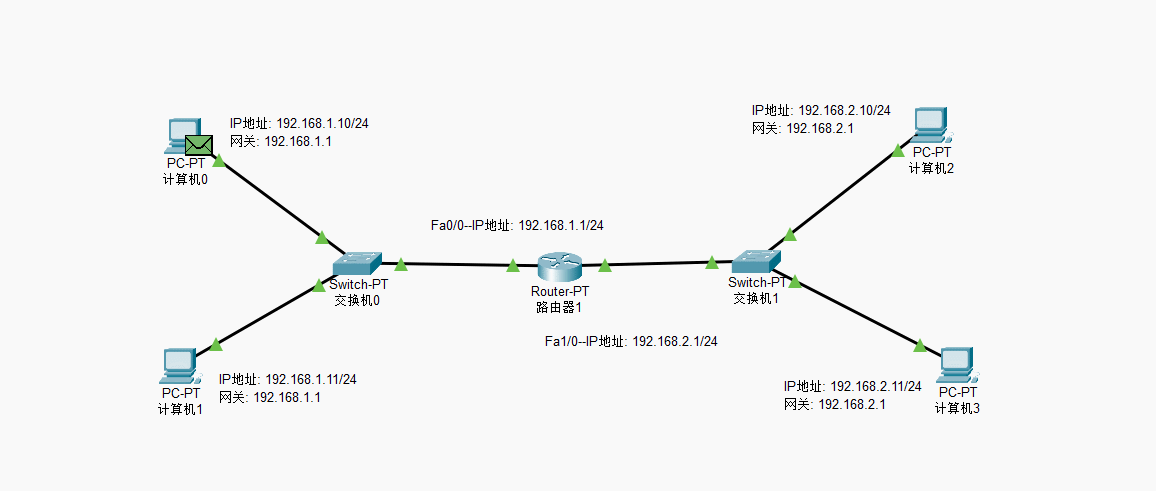 IP地址: 192.168.1.10/24
网关: 192.168.1.1
PC-PT
计算机0
IP地址: 192.168.2.10/24
网关: 192.168.2.1
PC-PT
计算机2
Fa0/0--IP地址: 192.168.1.1/24
Switch-PT
交换机0
Router-PT
路由器1
Switch-PT
交换机1
Fa1/0--IP地址: 192.168.2.1/24
PC-PT
计算机1
IP地址: 192.168.1.11/24
网关: 192.168.1.1
IP地址: 192.168.2.11/24
网关: 192.168.2.1
PC-PT
计算机3